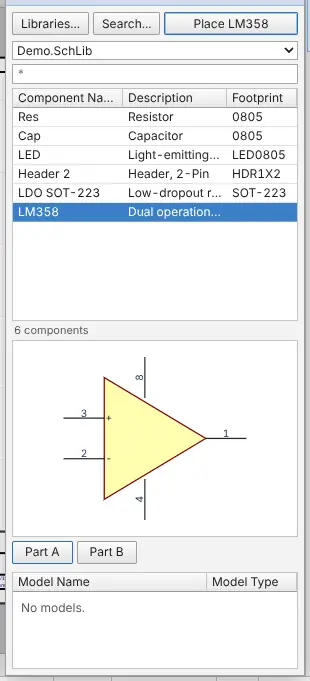 Libraries... Search... Place LM358
Demo.SchLib
*
Component Na... Description Footprint
Res Resistor 0805
Cap Capacitor 0805
LED Light-emitting... LED0805
Header 2 Header, 2-Pin HDR1X2
LDO SOT-223 Low-dropout r... SOT-223
LM358 Dual operation...
6 components
8
3 +
1
2 -
4
Part A Part B
Model Name Model Type
No models.